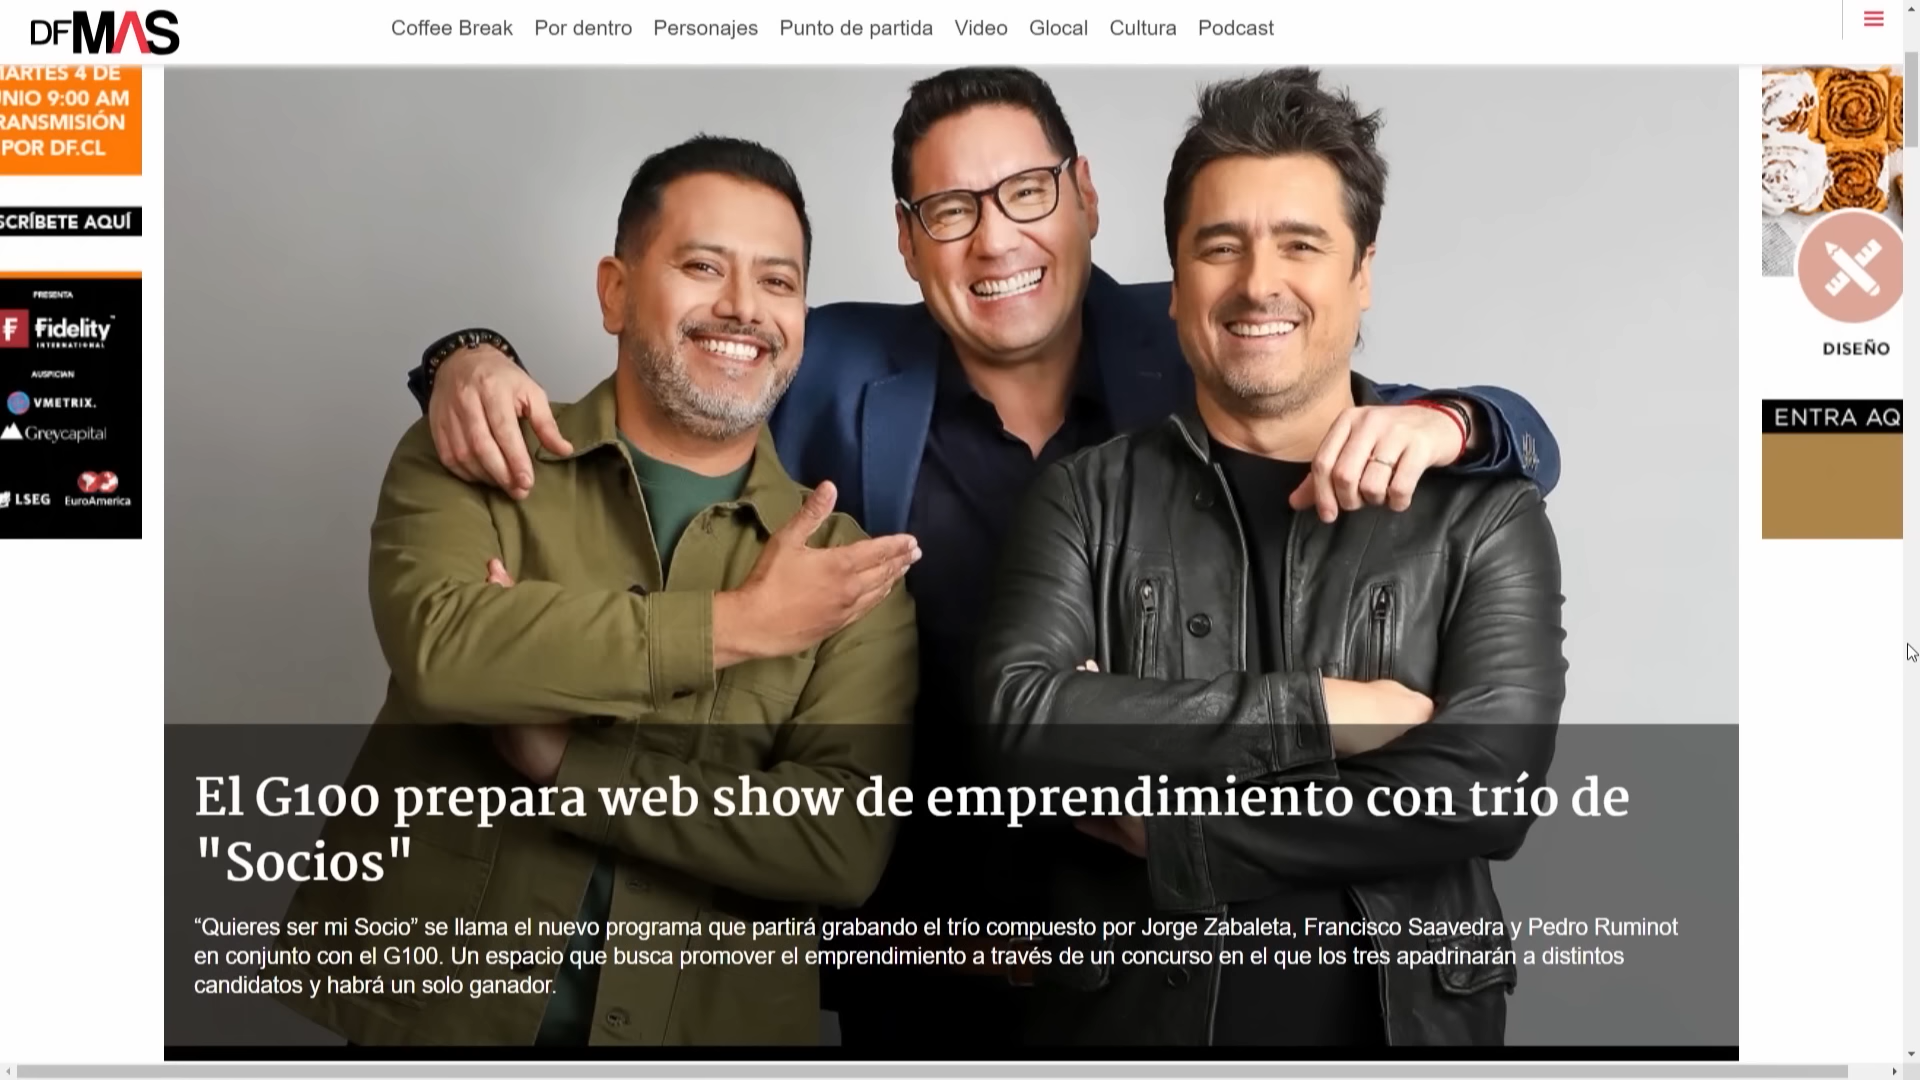 DFMAS
Coffee Break Por dentro Personajes Punto de partida Video Glocal Cultura Podcast
MARTES 4 DE
JUNIO 9:00 AM
TRANSMISIÓN
POR DF.CL
SCRÍBETE AQUÍ
PRESENTA
Fidelity
INTERNATIONAL
AUSPICIAN
VMETRIX.
Greycapital
LSEG EuroAmerica
DISEÑO
ENTRA AQ
El G100 prepara web show de emprendimiento con trío de
"Socios"
“Quieres ser mi Socio” se llama el nuevo programa que partirá grabando el trío compuesto por Jorge Zabaleta, Francisco Saavedra y Pedro Ruminot
en conjunto con el G100. Un espacio que busca promover el emprendimiento a través de un concurso en el que los tres apadrinarán a distintos
candidatos y habrá un solo ganador.